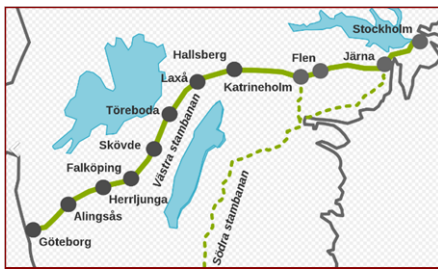 Stockholm
Hallsberg
Flen
Järna
Laxå
Katrineholm
Töreboda
Västra stambanan
Skövde
Falköping
Herrljunga
Södra stambanan
Alingsås
Göteborg